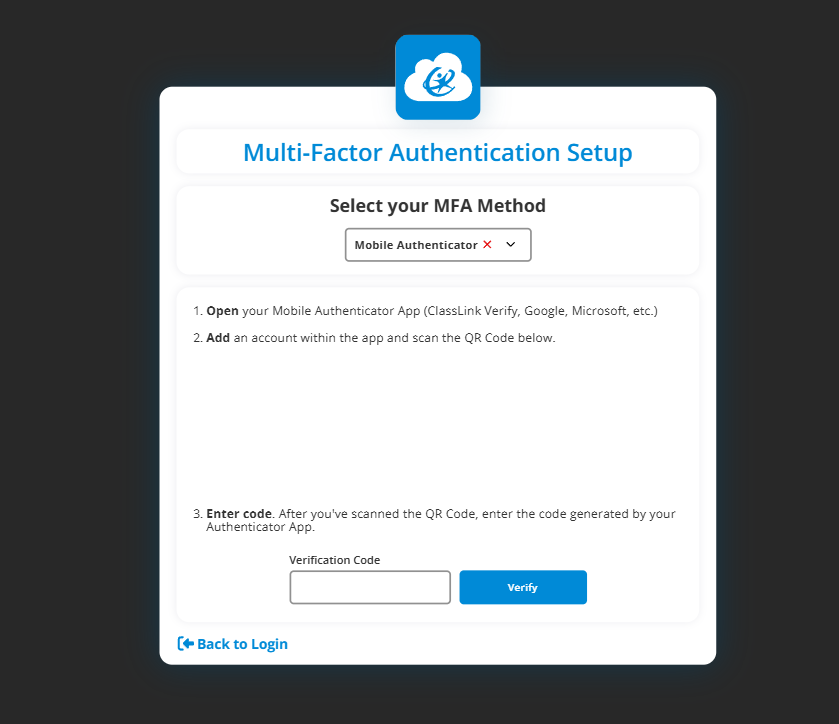 Multi-Factor Authentication Setup
Select your MFA Method
Mobile Authenticator
1. Open your Mobile Authenticator App (ClassLink Verify, Google, Microsoft, etc.)
2. Add an account within the app and scan the QR Code below.
3. Enter code. After you've scanned the QR Code, enter the code generated by your
Authenticator App.
Verification Code
Verify
Back to Login